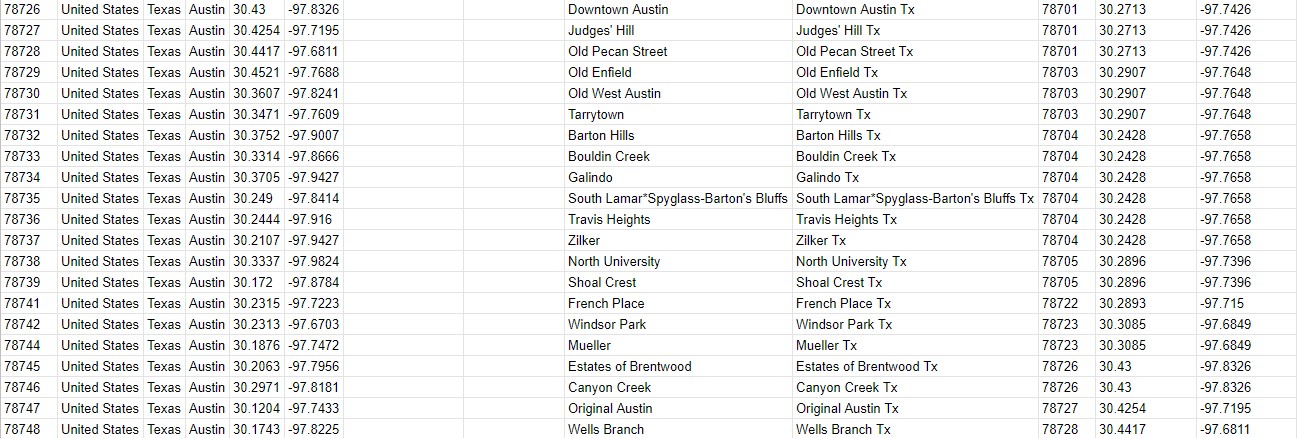 78726 United States Texas Austin 30.43 -97.8326 Downtown Austin Downtown Austin Tx 78701 30.2713 -97.7426
78727 United States Texas Austin 30.4254 -97.7195 Judges' Hill Judges' Hill Tx 78701 30.2713 -97.7426
78728 United States Texas Austin 30.4417 -97.6811 Old Pecan Street Old Pecan Street Tx 78701 30.2713 -97.7426
78729 United States Texas Austin 30.4521 -97.7688 Old Enfield Old Enfield Tx 78703 30.2907 -97.7648
78730 United States Texas Austin 30.3607 -97.8241 Old West Austin Old West Austin Tx 78703 30.2907 -97.7648
78731 United States Texas Austin 30.3471 -97.7609 Tarrytown Tarrytown Tx 78703 30.2907 -97.7648
78732 United States Texas Austin 30.3752 -97.9007 Barton Hills Barton Hills Tx 78704 30.2428 -97.7658
78733 United States Texas Austin 30.3314 -97.8666 Bouldin Creek Bouldin Creek Tx 78704 30.2428 -97.7658
78734 United States Texas Austin 30.3705 -97.9427 Galindo Galindo Tx 78704 30.2428 -97.7658
78735 United States Texas Austin 30.249 -97.8414 South Lamar*Spyglass-Barton's Bluffs South Lamar*Spyglass-Barton's Bluffs Tx 78704 30.2428 -97.7658
78736 United States Texas Austin 30.2444 -97.916 Travis Heights Travis Heights Tx 78704 30.2428 -97.7658
78737 United States Texas Austin 30.2107 -97.9427 Zilker Zilker Tx 78704 30.2428 -97.7658
78738 United States Texas Austin 30.3337 -97.9824 North University North University Tx 78705 30.2896 -97.7396
78739 United States Texas Austin 30.172 -97.8784 Shoal Crest Shoal Crest Tx 78705 30.2896 -97.7396
78741 United States Texas Austin 30.2315 -97.7223 French Place French Place Tx 78722 30.2893 -97.715
78742 United States Texas Austin 30.2313 -97.6703 Windsor Park Windsor Park Tx 78723 30.3085 -97.6849
78744 United States Texas Austin 30.1876 -97.7472 Mueller Mueller Tx 78723 30.3085 -97.6849
78745 United States Texas Austin 30.2063 -97.7956 Estates of Brentwood Estates of Brentwood Tx 78726 30.43 -97.8326
78746 United States Texas Austin 30.2971 -97.8181 Canyon Creek Canyon Creek Tx 78726 30.43 -97.8326
78747 United States Texas Austin 30.1204 -97.7433 Original Austin Original Austin Tx 78727 30.4254 -97.7195
78748 United States Texas Austin 30.1743 -97.8225 Wells Branch Wells Branch Tx 78728 30.4417 -97.6811